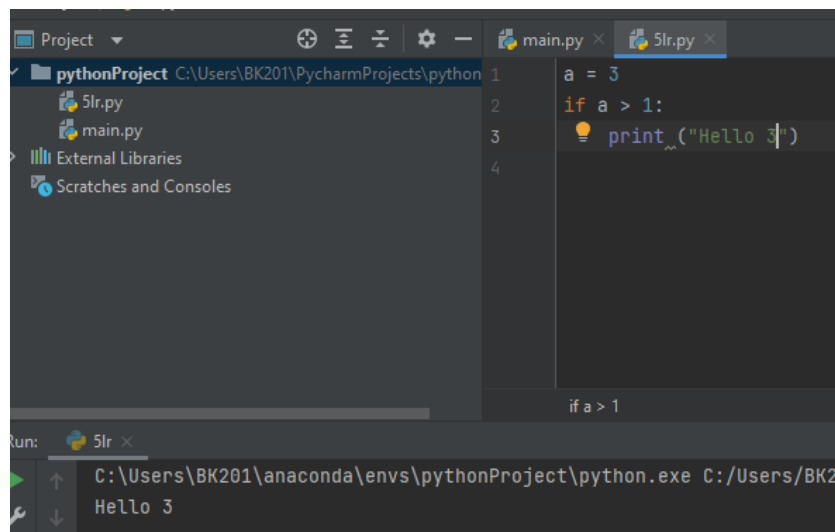 Project
main.py
5lr.py
pythonProject C:\Users\BK201\PycharmProjects\python
5lr.py
main.py
External Libraries
Scratches and Consoles
1 a = 3
2 if a > 1:
3 print ("Hello 3")
4
if a > 1
Run: 5lr
C:\Users\BK201\anaconda\envs\pythonProject\python.exe C:/Users/BK2
Hello 3